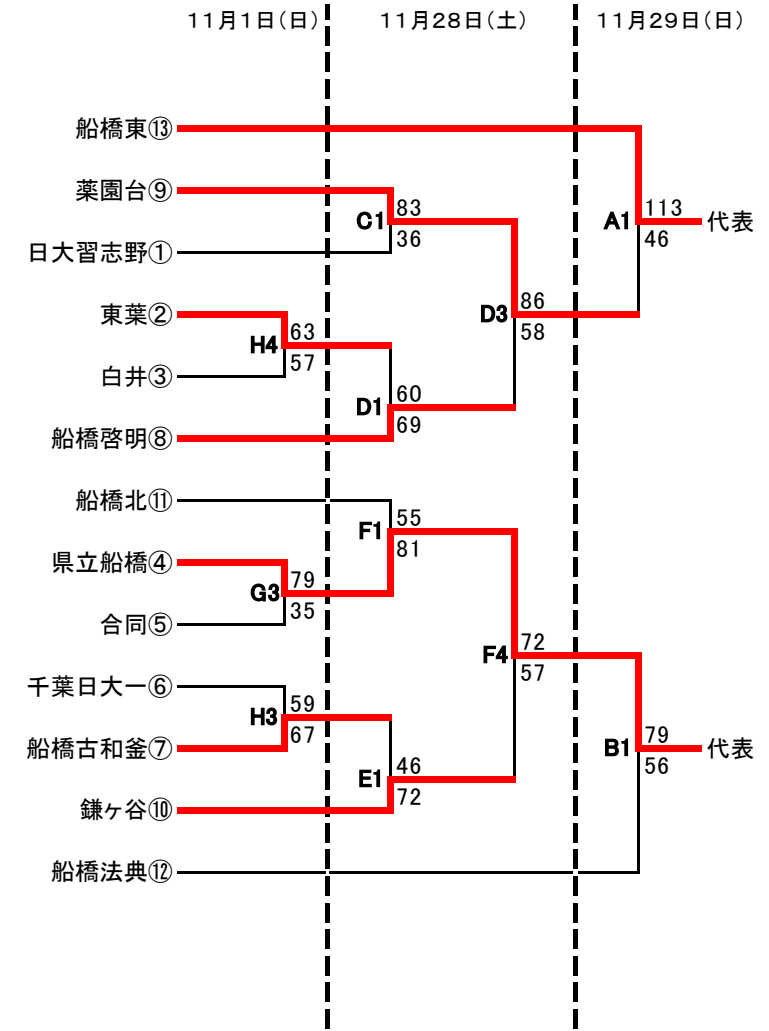 11月1日(日) 11月28日(土) 11月29日(日)
船橋東⑬
薬園台⑨
C1 83
36
A1 113
46
代表
日大習志野①
東葉②
H4 63
57
D3 86
58
白井③
D1 60
69
船橋啓明⑧
船橋北⑪
F1 55
81
県立船橋④
G3 79
35
合同⑤
F4 72
57
千葉日大一⑥
H3 59
67
船橋古和釜⑦
B1 79
56
代表
E1 46
72
鎌ヶ谷⑩
船橋法典⑫